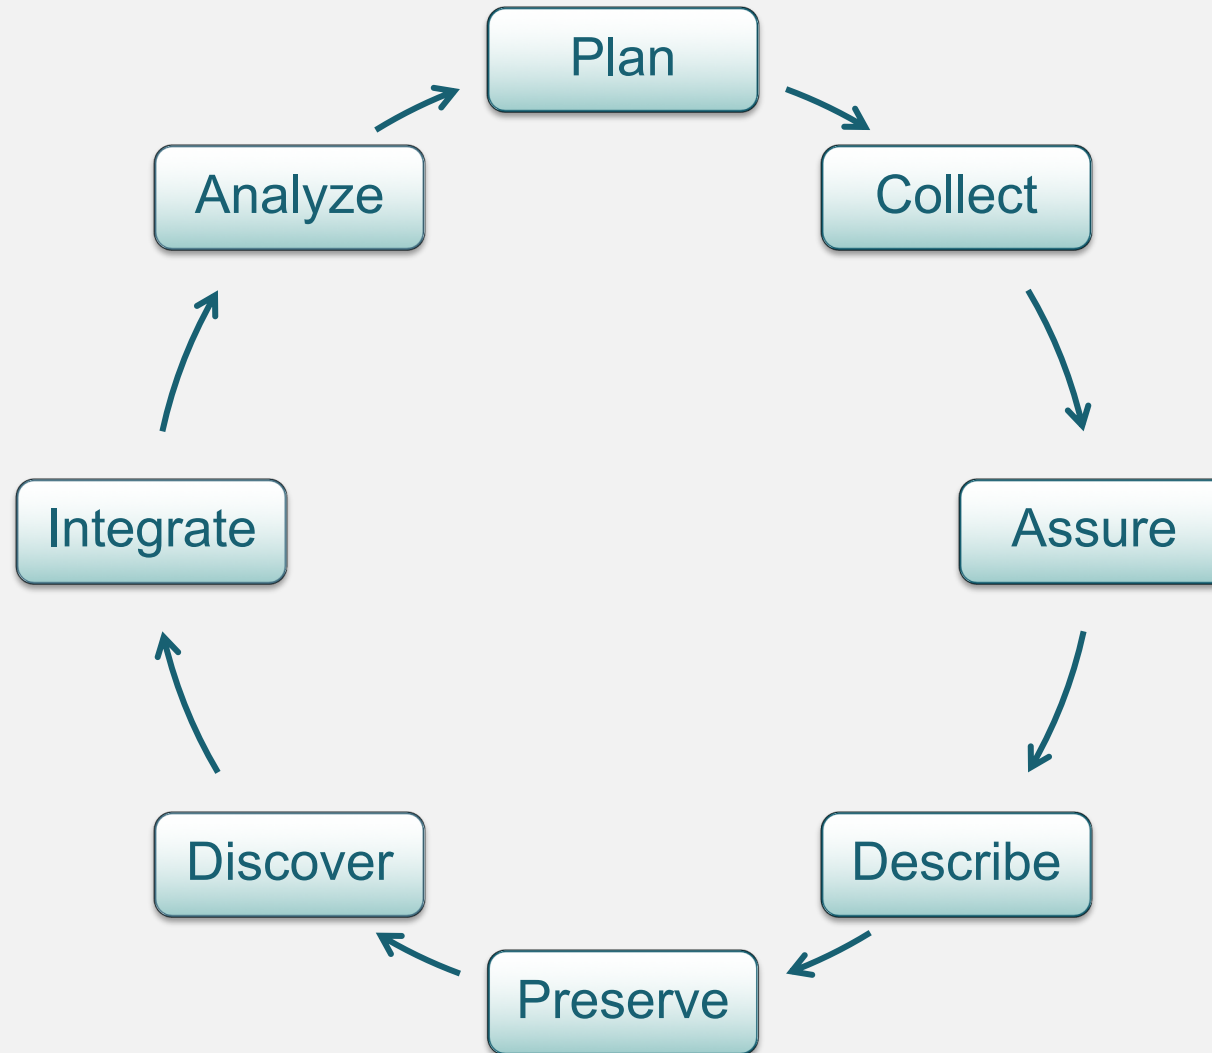 Plan
Collect
Assure
Describe
Preserve
Discover
Integrate
Analyze